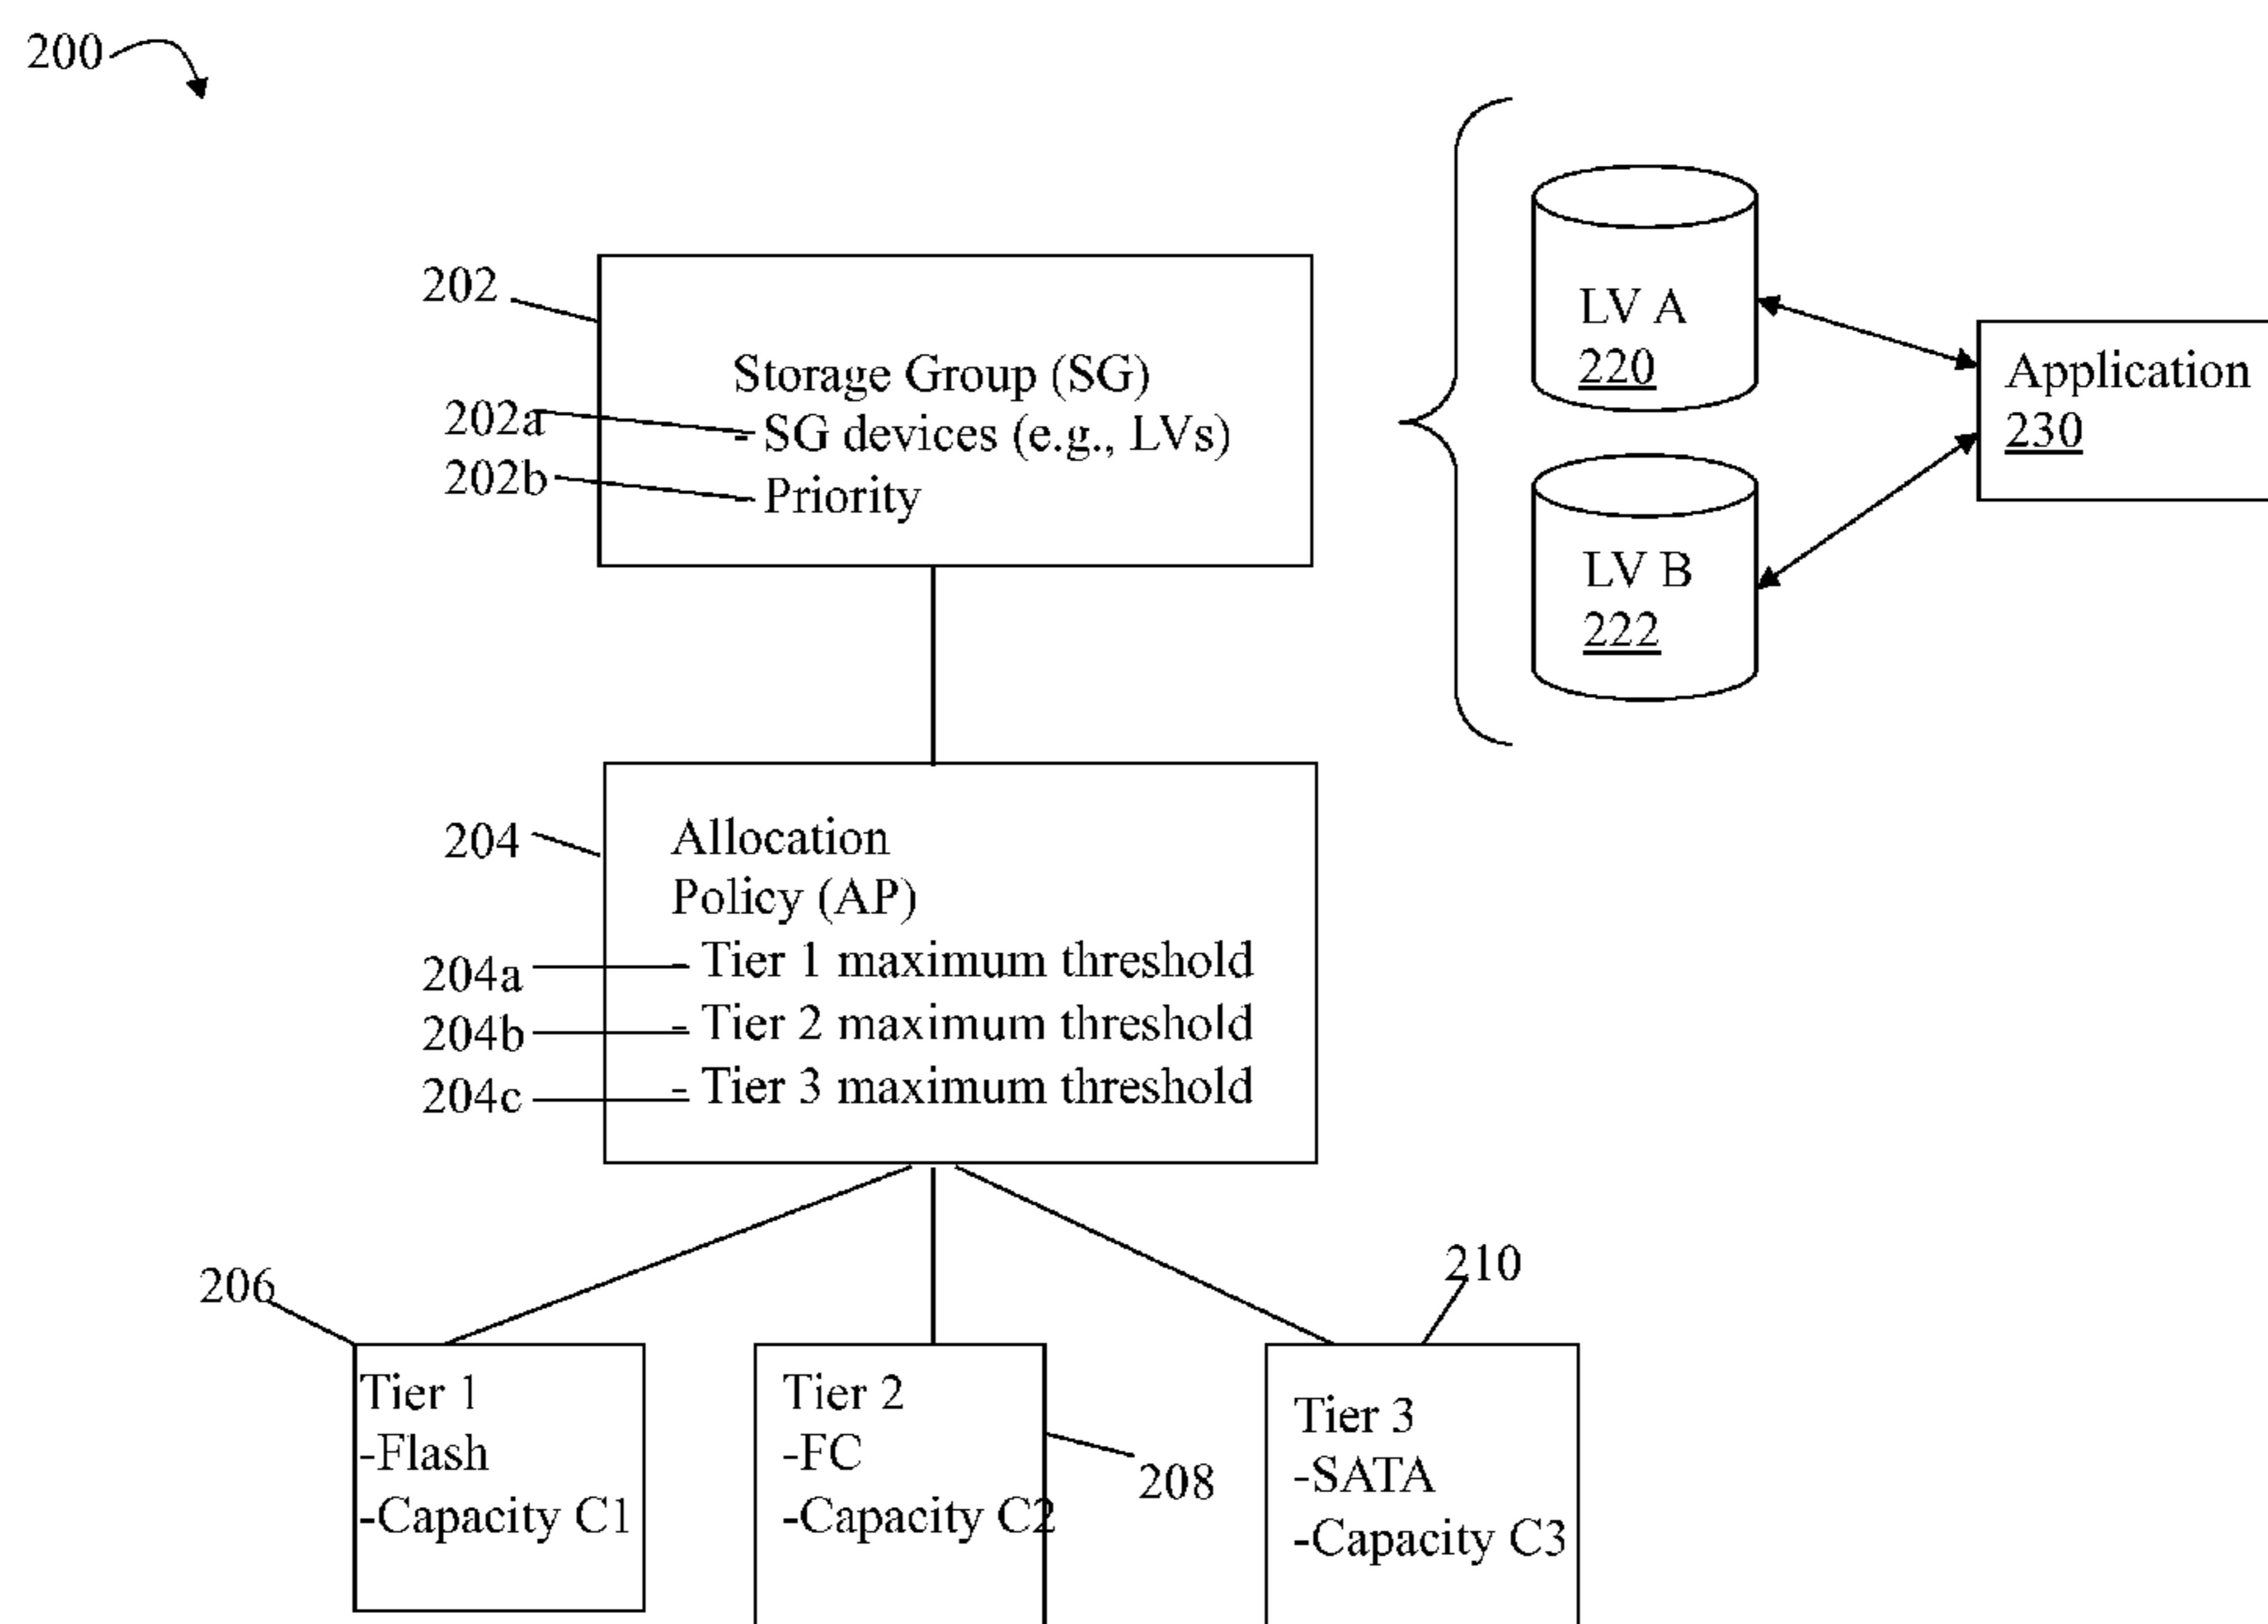 200
202
Storage Group (SG)
202a
- SG devices (e.g., LVs)
202b
- Priority
LV A
220
LV B
222
Application
230
204
Allocation
Policy (AP)
204a
- Tier 1 maximum threshold
204b
- Tier 2 maximum threshold
204c
- Tier 3 maximum threshold
206
Tier 1
-Flash
-Capacity C1
Tier 2
-FC
-Capacity C2
208
210
Tier 3
-SATA
-Capacity C3